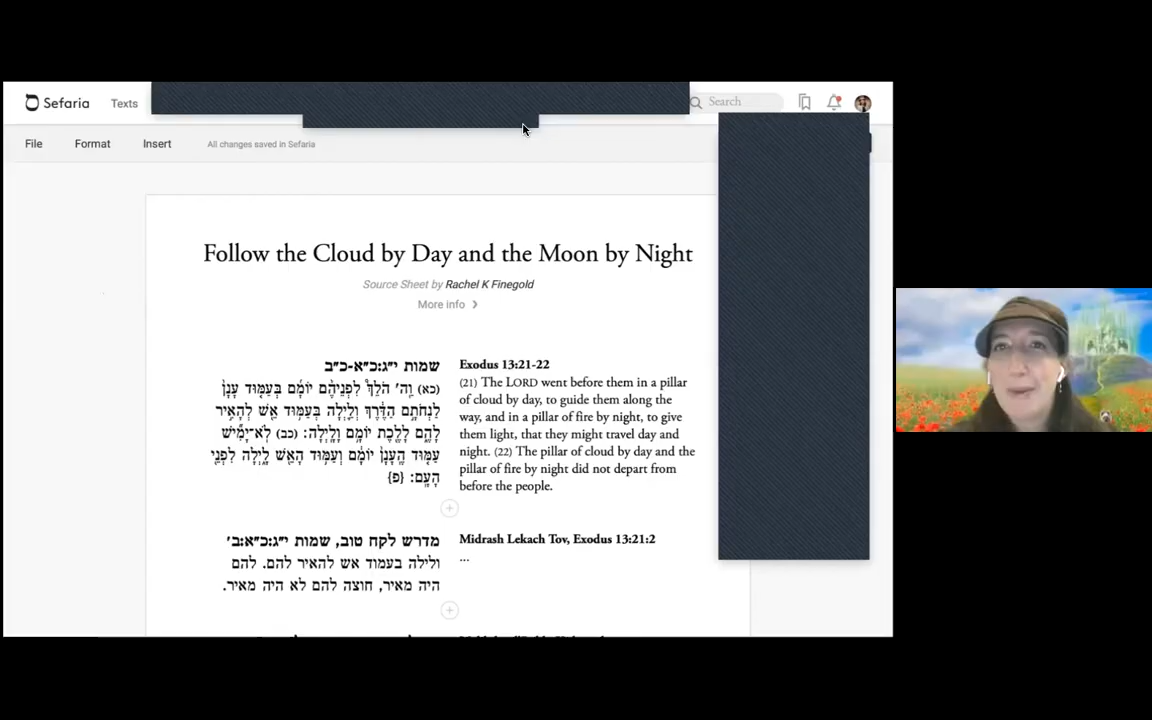 Sefaria
Texts
Search
File
Format
Insert
All changes saved in Sefaria
Follow the Cloud by Day and the Moon by Night
Source Sheet by Rachel K Finegold
More info
שמות י״ג:כ״א-כ״ב
(כא) וַֽה׳ הֹלֵךְ֩ לִפְנֵיהֶ֨ם יוֹמָ֜ם בְּעַמּ֤וּד עָנָן֙
לַנְחֹתָ֣ם הַדֶּ֔רֶךְ וְלַ֛יְלָה בְּעַמּ֥וּד אֵ֖שׁ לְהָאִ֣יר
לָהֶ֑ם לָלֶ֖כֶת יוֹמָ֥ם וָלָֽיְלָה׃ (כב) לֹֽא־יָמִ֞ישׁ
עַמּ֤וּד הֶֽעָנָן֙ יוֹמָ֔ם וְעַמּ֥וּד הָאֵ֖שׁ לָ֑יְלָה לִפְנֵ֖י
הָעָֽם׃ {פ}
Exodus 13:21-22
(21) The LORD went before them in a pillar
of cloud by day, to guide them along the
way, and in a pillar of fire by night, to give
them light, that they might travel day and
night. (22) The pillar of cloud by day and the
pillar of fire by night did not depart from
before the people.
מדרש לקח טוב, שמות י״ג:כ״א:ב׳
ולילה בעמוד אש להאיר להם. להם
היה מאיר, חוצה להם לא היה מאיר.
Midrash Lekach Tov, Exodus 13:21:2
...